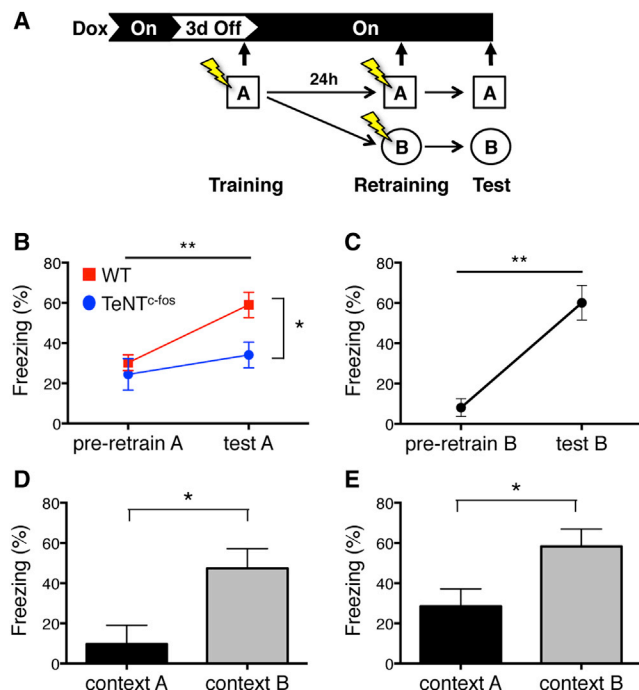 A
Dox On 3d Off On
24h
A A A
B B
Training Retraining Test
B
**
WT
TeNTc-fos
*
Freezing (%)
80
60
40
20
0
pre-retrain A test A
C
**
Freezing (%)
80
60
40
20
0
pre-retrain B test B
D
*
Freezing (%)
80
60
40
20
0
context A context B
E
*
Freezing (%)
80
60
40
20
0
context A context B